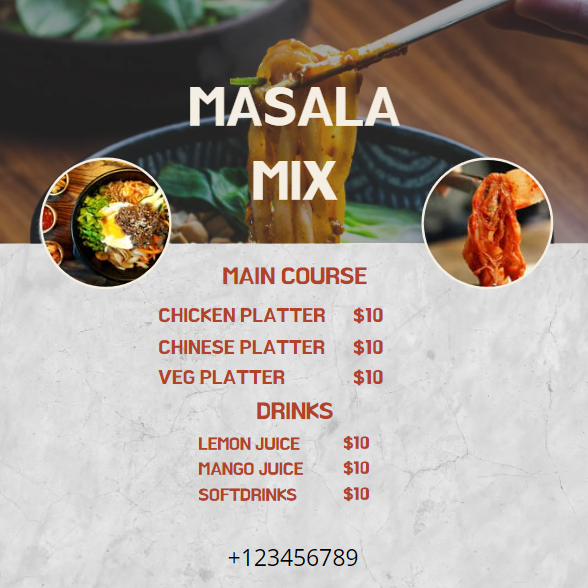 MASALA
MIX
MAIN COURSE
CHICKEN PLATTER $10
CHINESE PLATTER $10
VEG PLATTER $10
DRINKS
LEMON JUICE $10
MANGO JUICE $10
SOFTDRINKS $10
+123456789